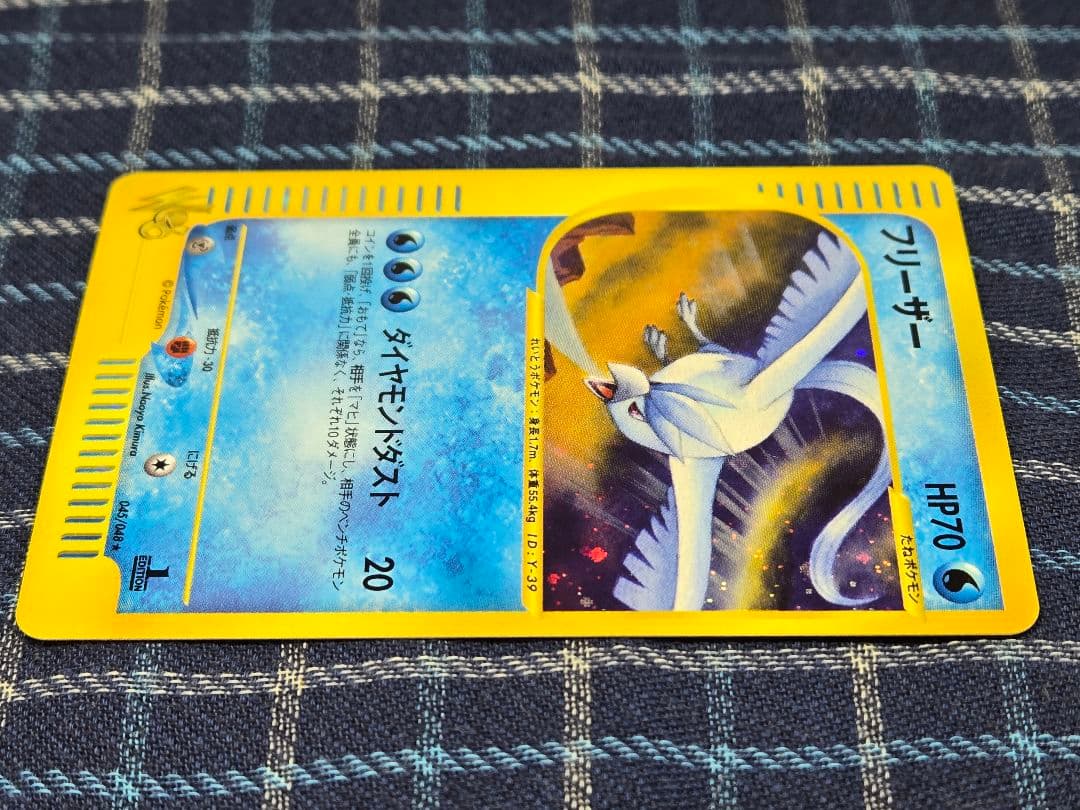 フリーザー
HP70
たねポケモン
れいとうポケモン：身長1.7m、体重55.4kg ID：Y-39
ダイヤモンドダスト
20
コインを1回投げ、「おもて」なら、相手を「マヒ」状態にし、相手のベンチポケモン
全員にも、「弱点・抵抗力」に関係なく、それぞれ10ダメージ。
弱点
抵抗力-30
にげる
1
EDITION
©Pokémon
Illus.Naoyo Kimura
045/048★